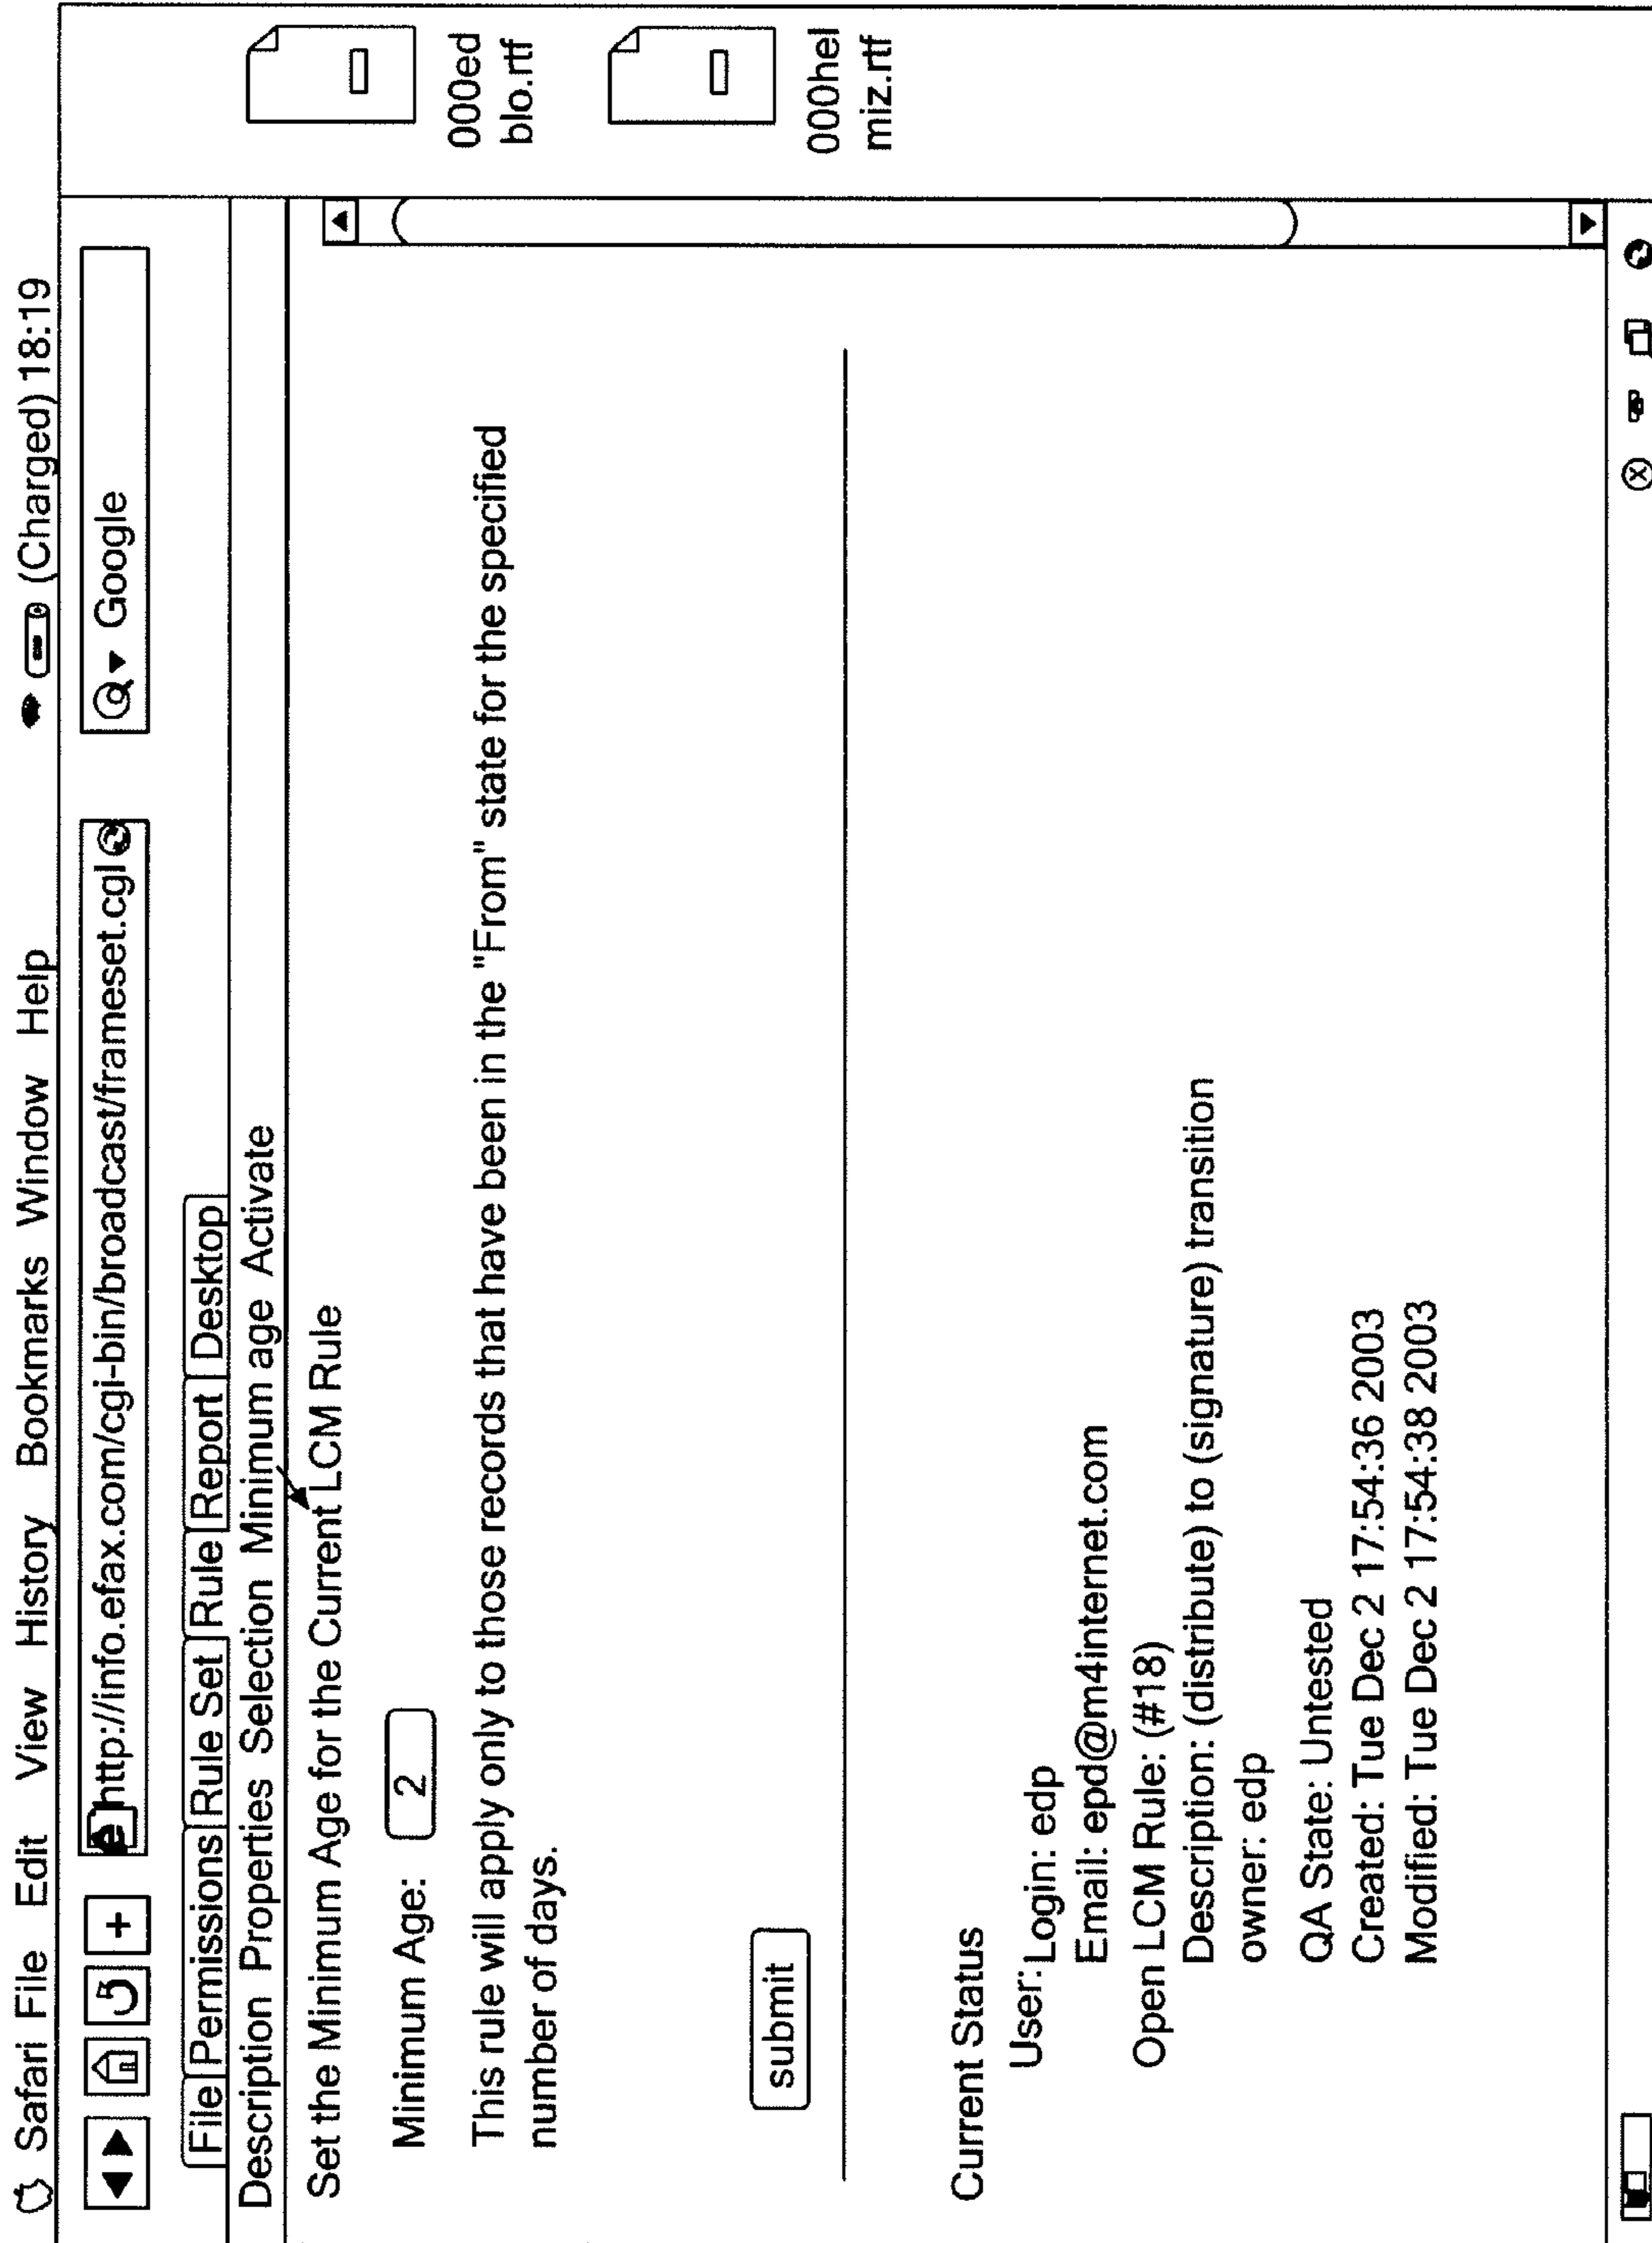 Safari File Edit View History Bookmarks Window Help (Charged) 18:19
http://info.efax.com/cgi-bin/broadcast/frameset.cgl Google
File Permissions Rule Set Rule Report Desktop
Description Properties Selection Minimum age Activate
Set the Minimum Age for the Current LCM Rule
Minimum Age: 2
This rule will apply only to those records that have been in the "From" state for the specified
number of days.
submit
Current Status
User: Login: edp
Email: epd@m4internet.com
Open LCM Rule: (#18)
Description: (distribute) to (signature) transition
owner: edp
QA State: Untested
Created: Tue Dec 2 17:54:36 2003
Modified: Tue Dec 2 17:54:38 2003
000ed
blo.rtf
000hel
miz.rtf